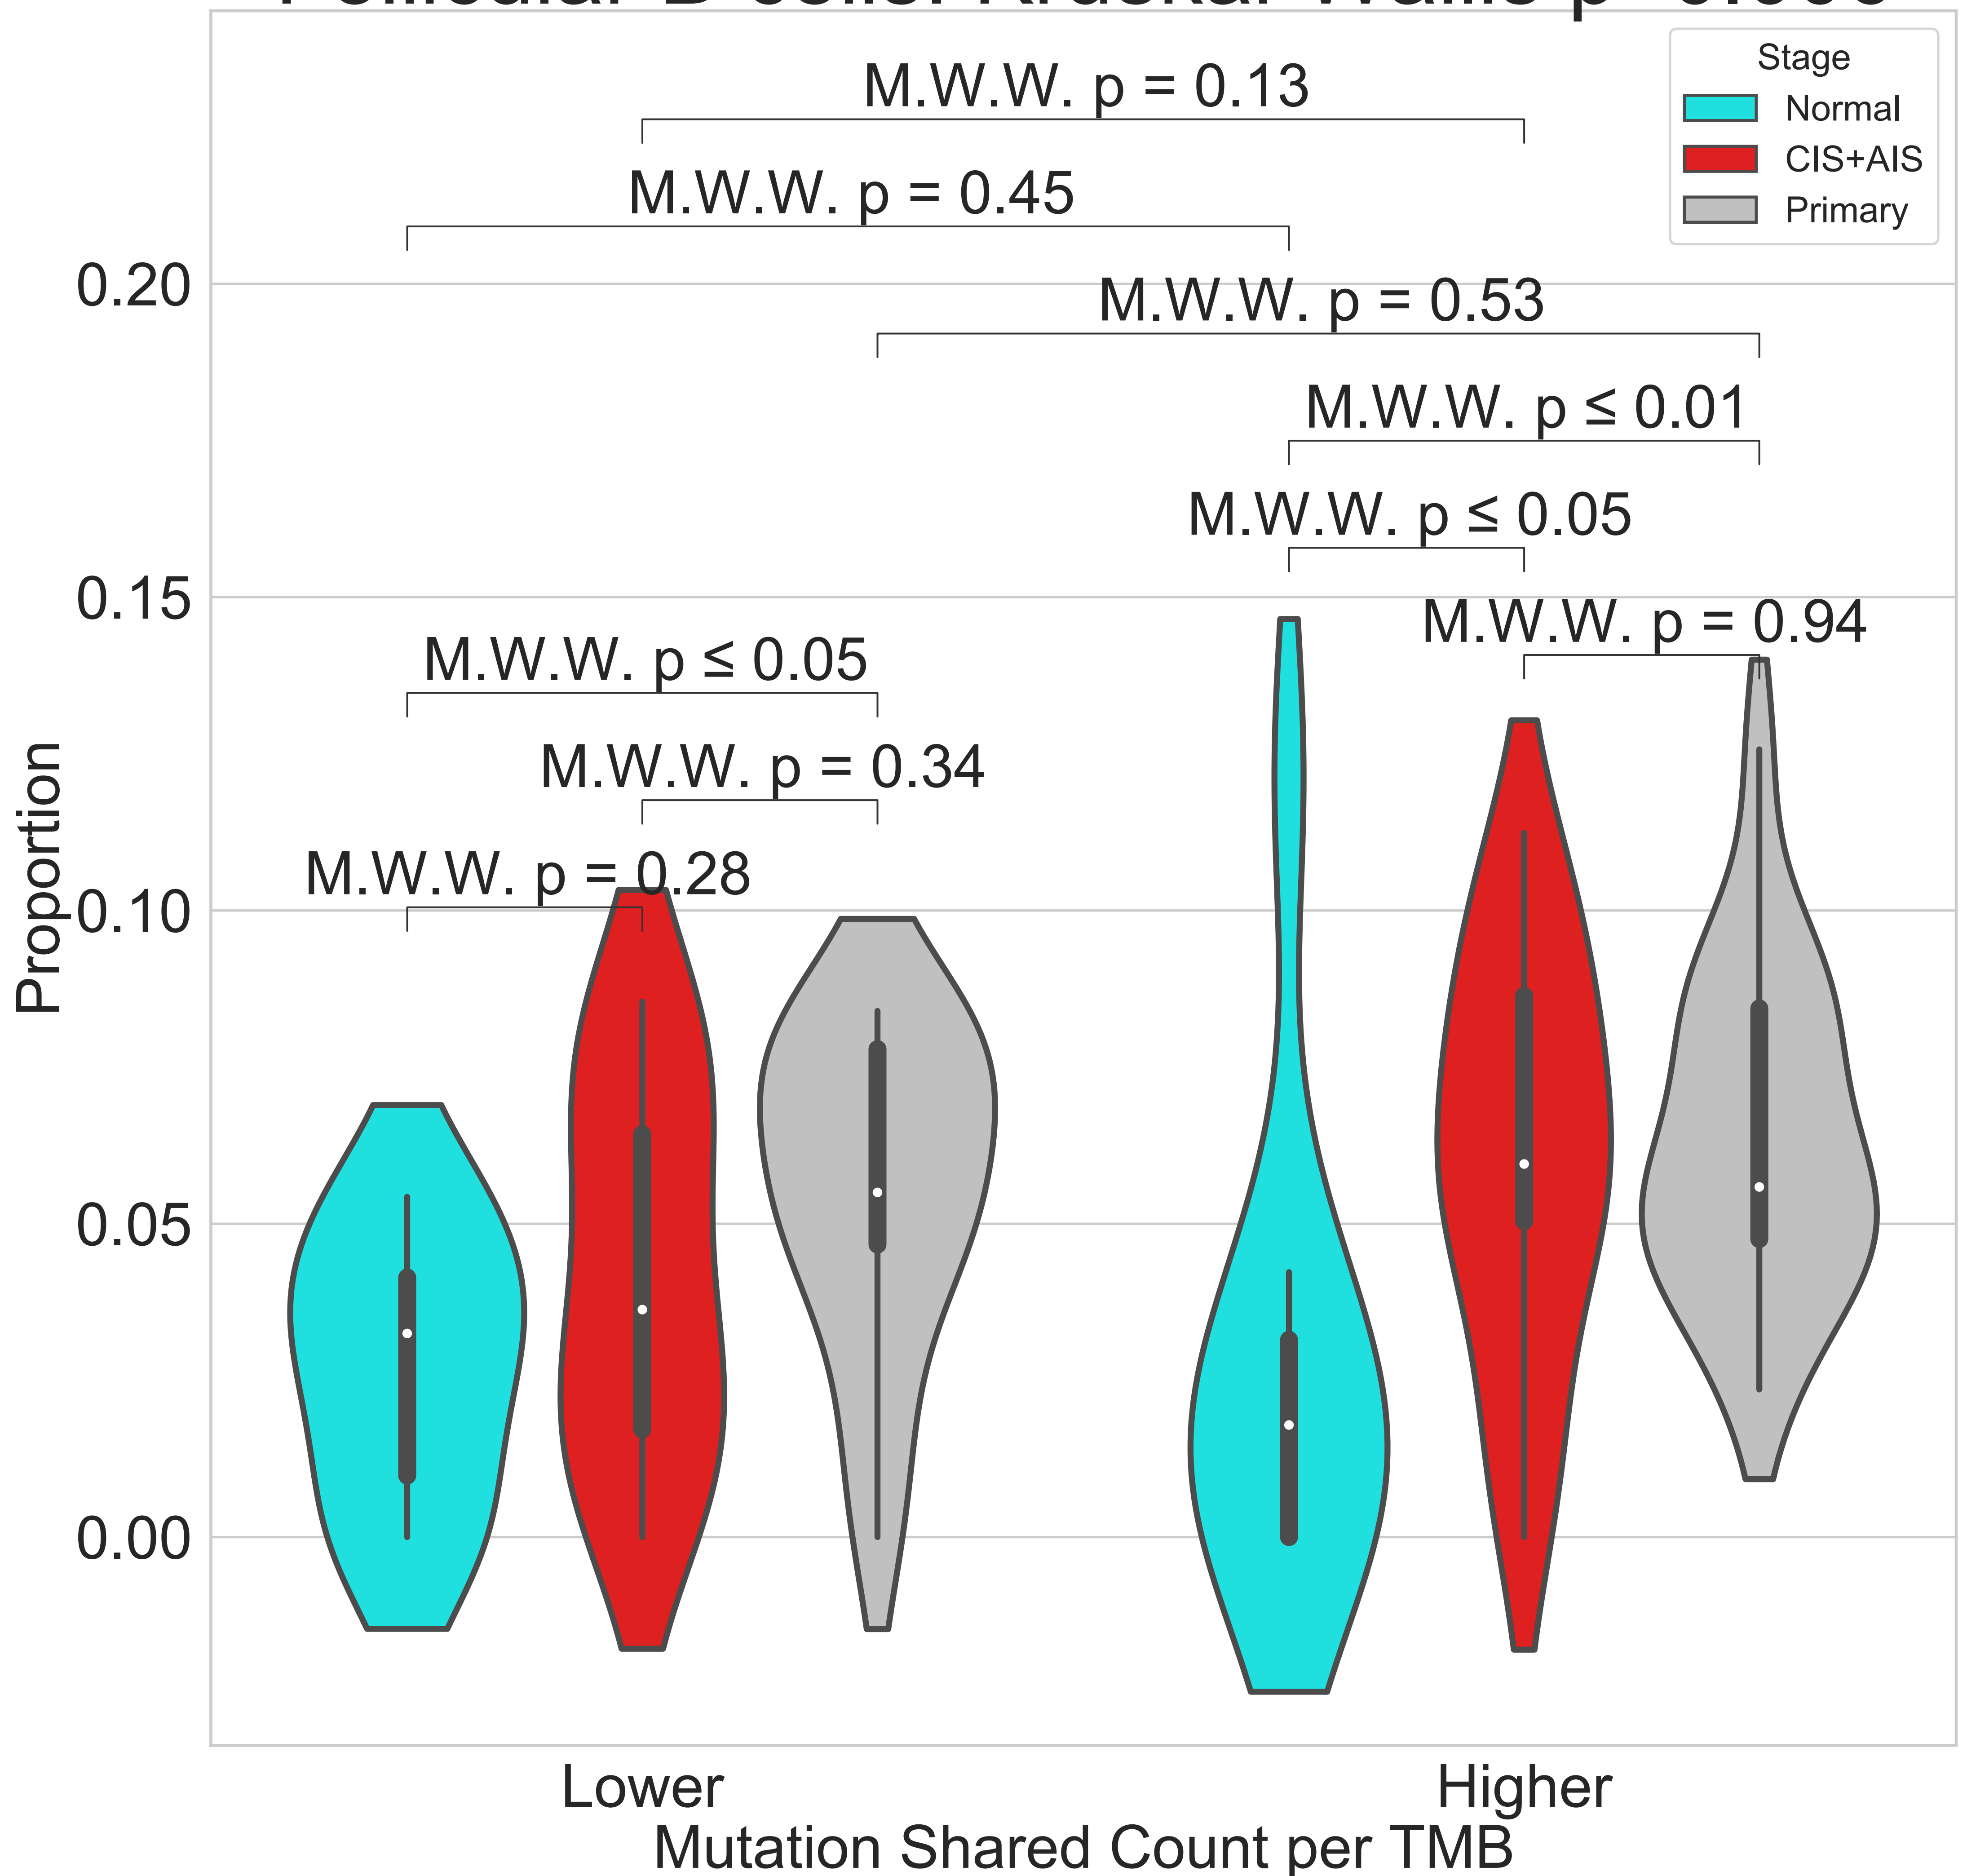 Stage
Normal
CIS+AIS
Primary
M.W.W. p = 0.13
M.W.W. p = 0.45
M.W.W. p = 0.53
M.W.W. p ≤ 0.01
M.W.W. p ≤ 0.05
M.W.W. p = 0.94
M.W.W. p ≤ 0.05
M.W.W. p = 0.34
M.W.W. p = 0.28
0.20
0.15
0.10
0.05
0.00
Proportion
Lower
Higher
Mutation Shared Count per TMB